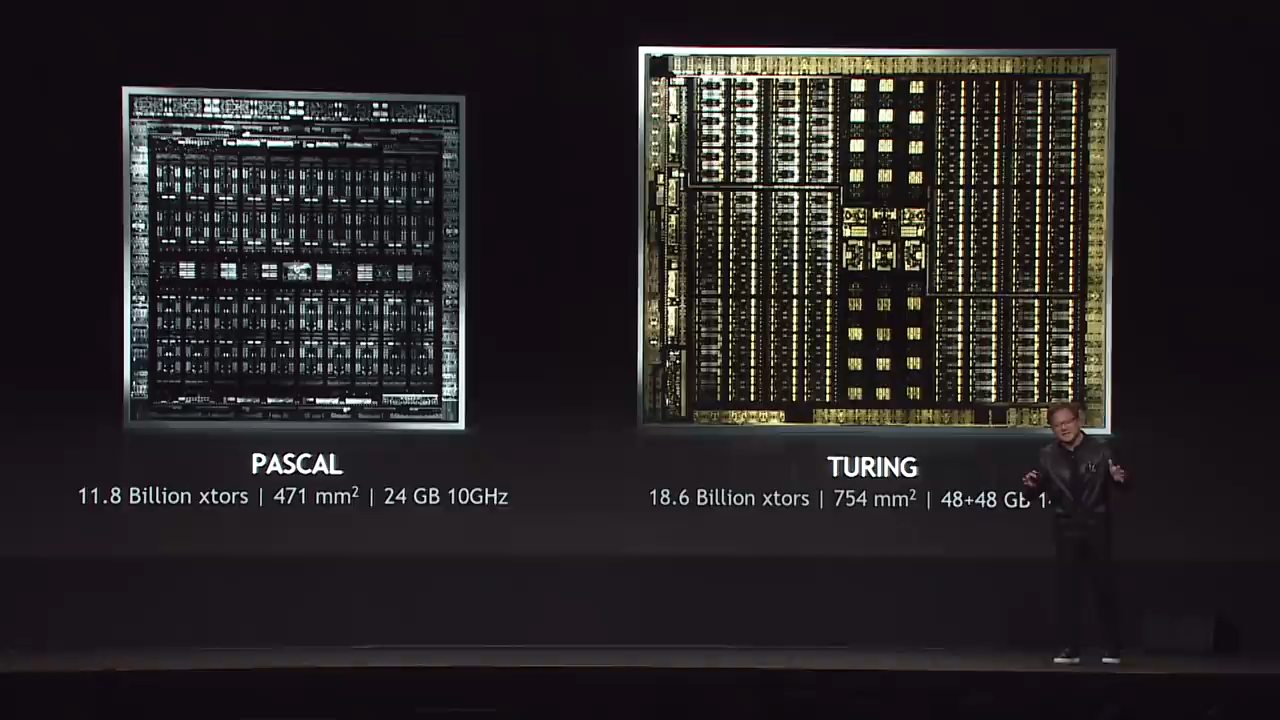 PASCAL
11.8 Billion xtors | 471 mm² | 24 GB 10GHz
TURING
18.6 Billion xtors | 754 mm² | 48+48 GB